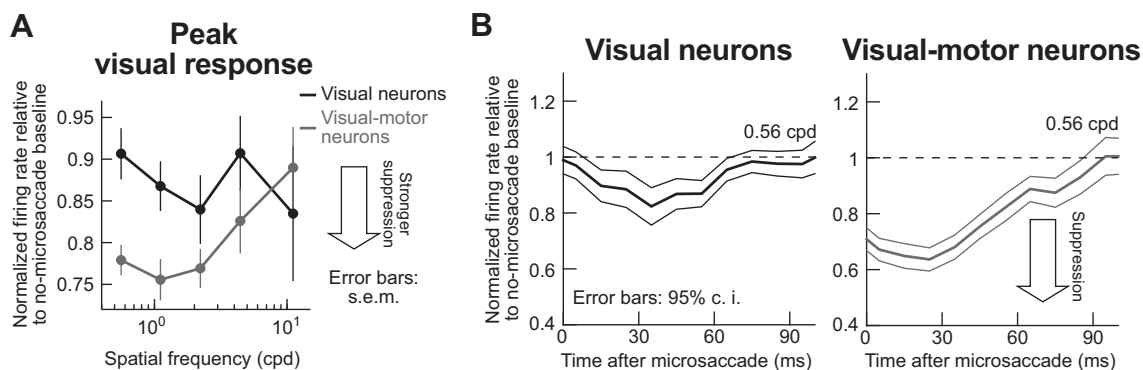 A
Peak
visual response
Normalized firing rate relative
to no-microsaccade baseline
0.95
0.9
0.85
0.8
0.75
10⁰
10¹
Spatial frequency (cpd)
Visual neurons
Visual-motor
neurons
Stronger
suppression
Error bars:
s.e.m.
B
Visual neurons
Normalized firing rate relative
to no-microsaccade baseline
1.2
1
0.8
0.6
0.4
0.56 cpd
Error bars: 95% c. i.
0
30
60
90
Time after microsaccade (ms)
Visual-motor neurons
1.2
1
0.8
0.6
0.4
0.56 cpd
Suppression
0
30
60
90
Time after microsaccade (ms)